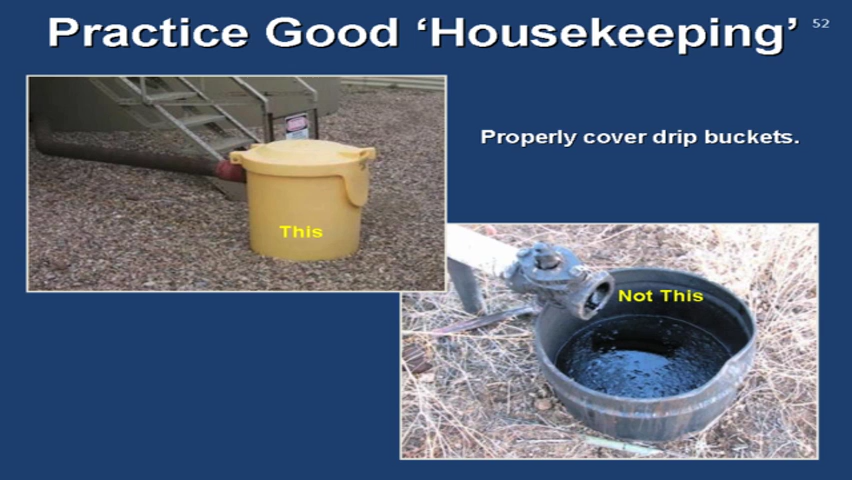 Practice Good ‘Housekeeping’
52
Properly cover drip buckets.
This
Not This